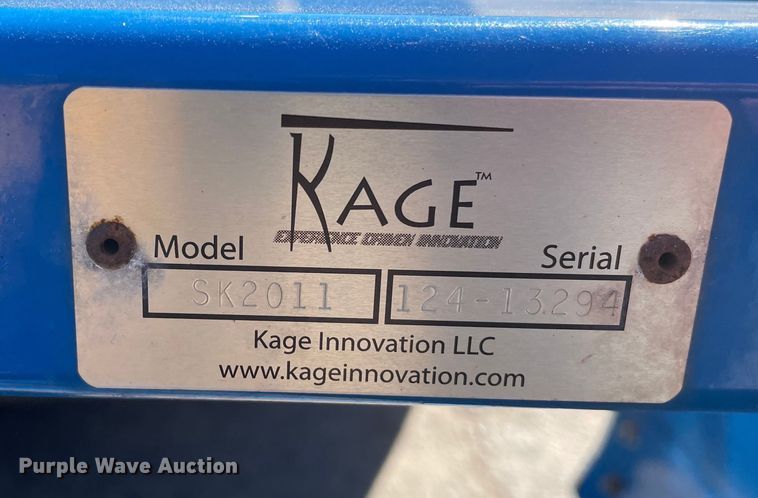 KAGE™
EXPERIENCE DRIVEN INNOVATION
Model Serial
SK2011 124-13294
Kage Innovation LLC
www.kageinnovation.com
Purple Wave Auction